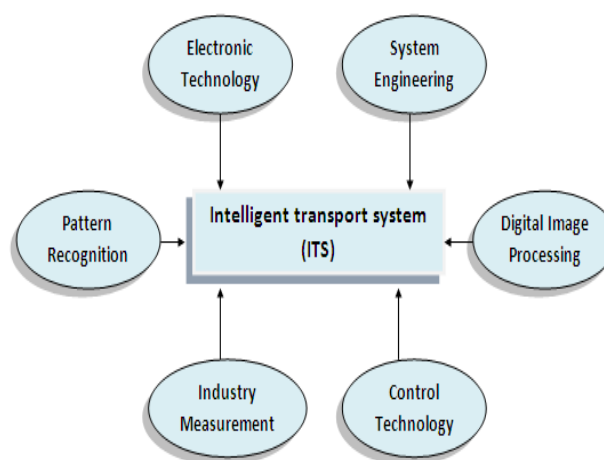 Electronic
Technology
System
Engineering
Pattern
Recognition
Intelligent transport system
(ITS)
Digital Image
Processing
Industry
Measurement
Control
Technology